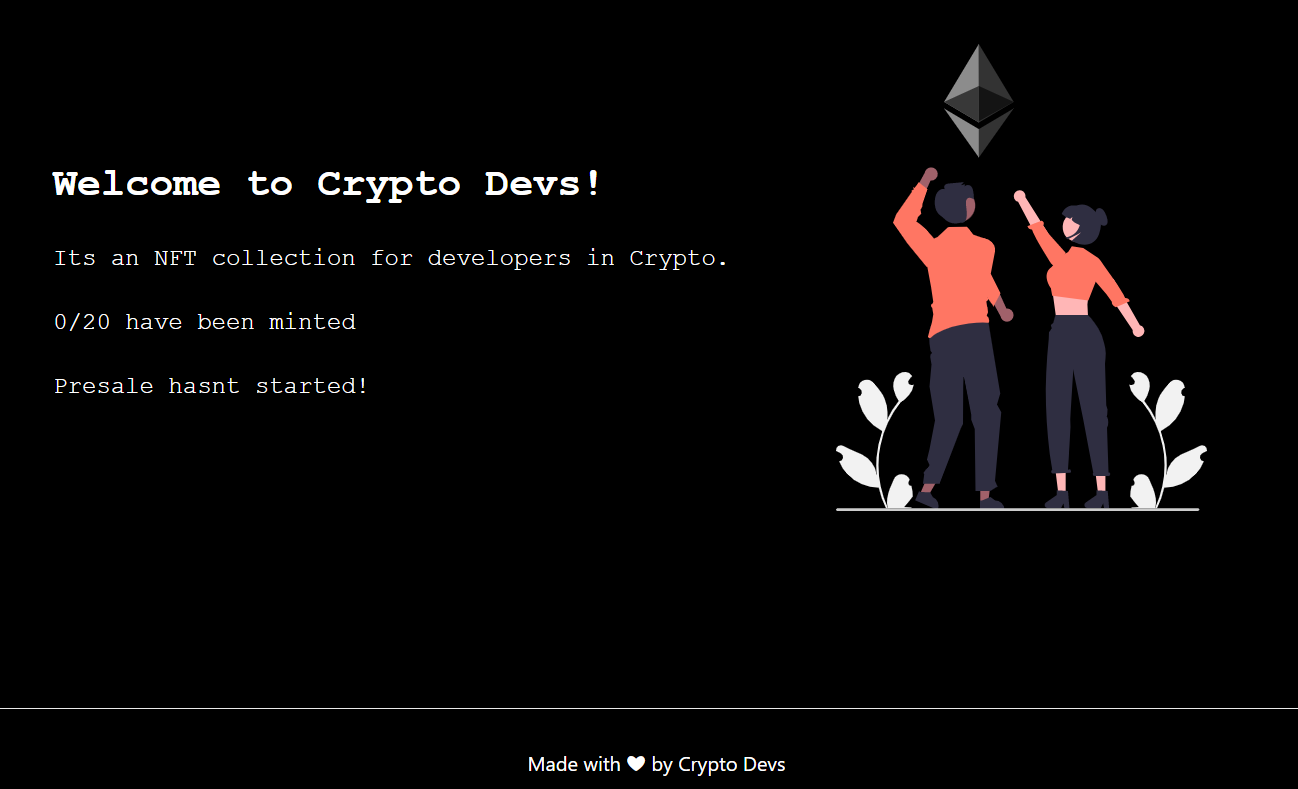 Welcome to Crypto Devs!
Its an NFT collection for developers in Crypto.
0/20 have been minted
Presale hasnt started!
Made with ♥ by Crypto Devs